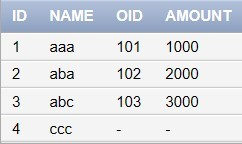 ID NAME OID AMOUNT
1 aaa 101 1000
2 aba 102 2000
3 abc 103 3000
4 ccc - -